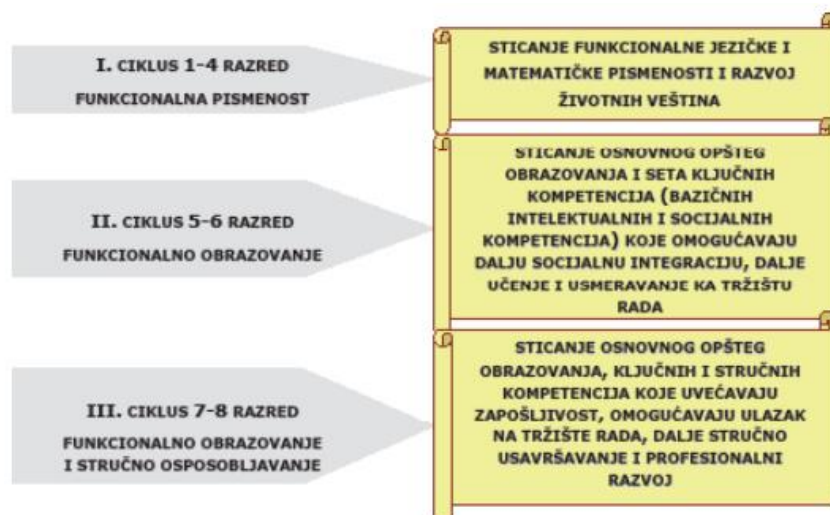 I. CIKLUS 1-4 RAZRED
FUNKCIONALNA PISMENOST
STICANJE FUNKCIONALNE JEZIČKE I
MATEMATIČKE PISMENOSTI I RAZVOJ
ŽIVOTNIH VEŠTINA
II. CIKLUS 5-6 RAZRED
FUNKCIONALNO OBRAZOVANJE
STICANJE OSNOVNOG OPŠTEG
OBRAZOVANJA I SETA KLJUČNIH
KOMPETENCIJA (BAZIČNIH
INTELEKTUALNIH I SOCIJALNIH
KOMPETENCIJA) KOJE OMOGUĆAVAJU
DALJU SOCIJALNU INTEGRACIJU, DALJE
UČENJE I USMERAVANJE KA TRŽIŠTU
RADA
III. CIKLUS 7-8 RAZRED
FUNKCIONALNO OBRAZOVANJE
I STRUČNO OSPOSOBLJAVANJE
STICANJE OSNOVNOG OPŠTEG
OBRAZOVANJA, KLJUČNIH I STRUČNIH
KOMPETENCIJA KOJE UVEĆAVAJU
ZAPOŠLJIVOST, OMOGUĆAVAJU ULAZAK
NA TRŽIŠTE RADA, DALJE STRUČNO
USAVRŠAVANJE I PROFESIONALNI
RAZVOJ